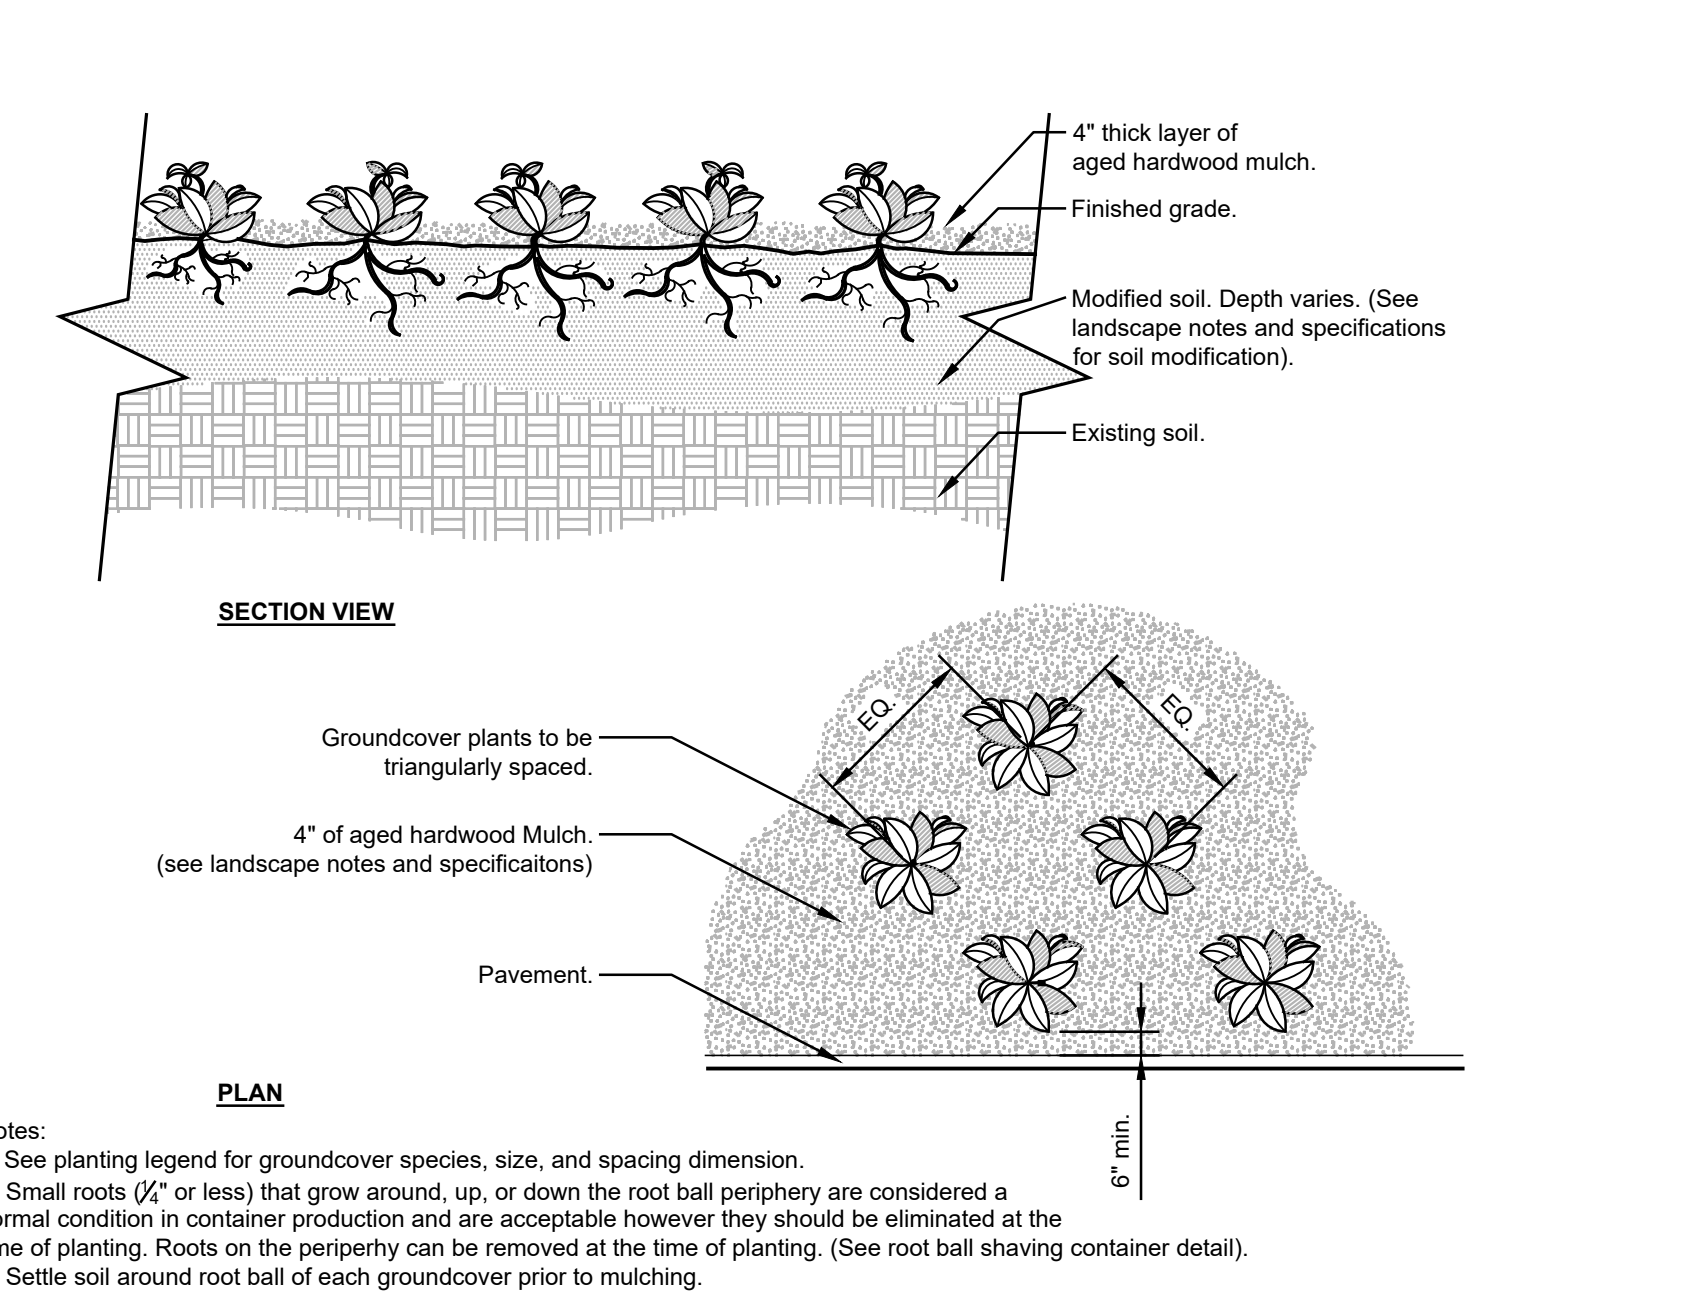 4" thick layer of
aged hardwood mulch.
Finished grade.
Modified soil. Depth varies. (See
landscape notes and specifications
for soil modification).
Existing soil.
SECTION VIEW
EQ.
EQ.
Groundcover plants to be
triangularly spaced.
4" of aged hardwood Mulch.
(see landscape notes and specificaitons)
Pavement.
6" min.
PLAN
otes:
See planting legend for groundcover species, size, and spacing dimension.
Small roots (1/4" or less) that grow around, up, or down the root ball periphery are considered a
ormal condition in container production and are acceptable however they should be eliminated at the
me of planting. Roots on the periperhy can be removed at the time of planting. (See root ball shaving container detail).
Settle soil around root ball of each groundcover prior to mulching.